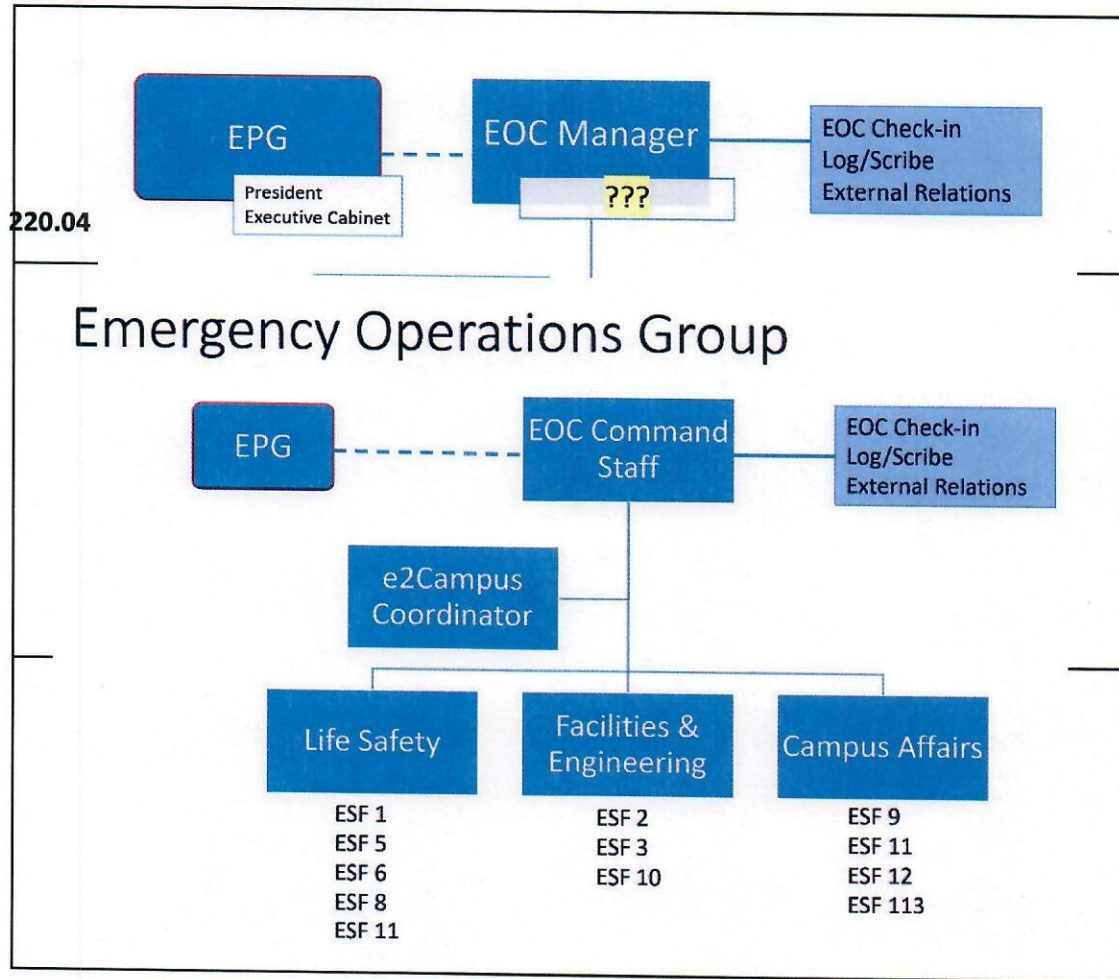 EPG
President
Executive Cabinet
EOC Manager
???
EOC Check-in
Log/Scribe
External Relations
220.04
Emergency Operations Group
EPG
EOC Command
Staff
EOC Check-in
Log/Scribe
External Relations
e2Campus
Coordinator
Life Safety
ESF 1
ESF 5
ESF 6
ESF 8
ESF 11
Facilities &
Engineering
ESF 2
ESF 3
ESF 10
Campus Affairs
ESF 9
ESF 11
ESF 12
ESF 113